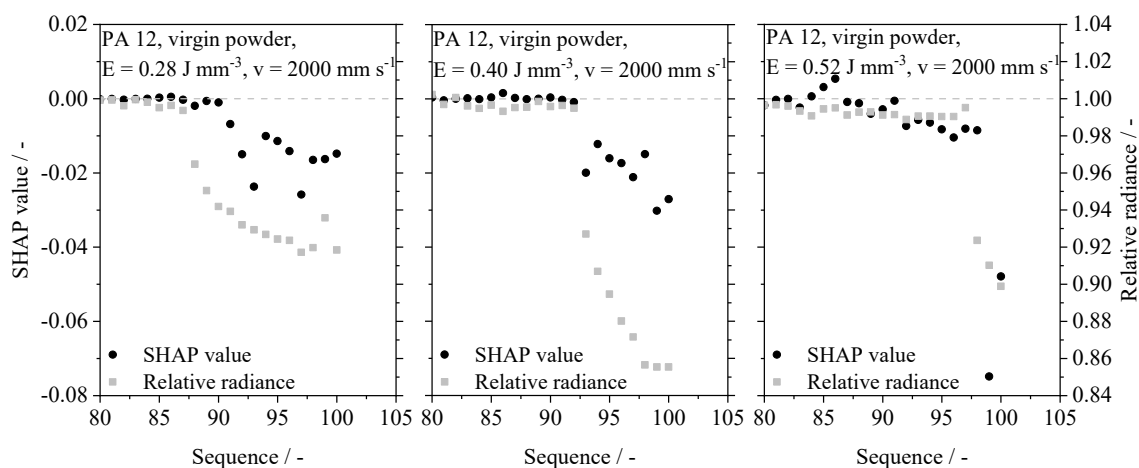 0.02
0.00
-0.02
-0.04
-0.06
-0.08
SHAP value / -
PA 12, virgin powder,
E = 0.28 J mm-3, v = 2000 mm s-1
SHAP value
Relative radiance
80 85 90 95 100 105
Sequence / -
PA 12, virgin powder,
E = 0.40 J mm-3, v = 2000 mm s-1
SHAP value
Relative radiance
80 85 90 95 100 105
Sequence / -
PA 12, virgin powder,
E = 0.52 J mm-3, v = 2000 mm s-1
SHAP value
Relative radiance
80 85 90 95 100 105
Sequence / -
1.04
1.02
1.00
0.98
0.96
0.94
0.92
0.90
0.88
0.86
0.84
Relative radiance / -